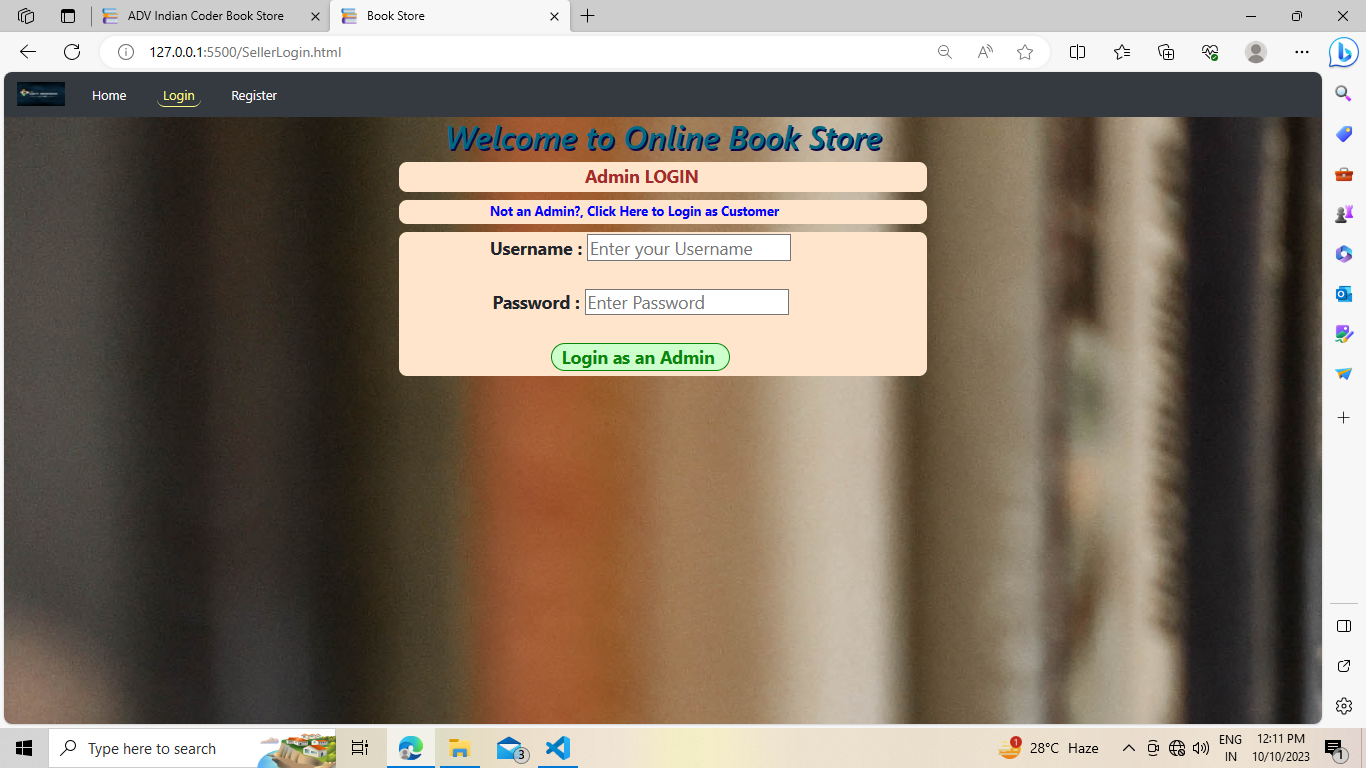 ADV Indian Coder Book Store
Book Store
127.0.0.1:5500/SellerLogin.html
Home
Login
Register
Welcome to Online Book Store
Admin LOGIN
Not an Admin?, Click Here to Login as Customer
Username : Enter your Username
Password : Enter Password
Login as an Admin
Type here to search
3
1
28°C Haze
ENG
IN
12:11 PM
10/10/2023
1